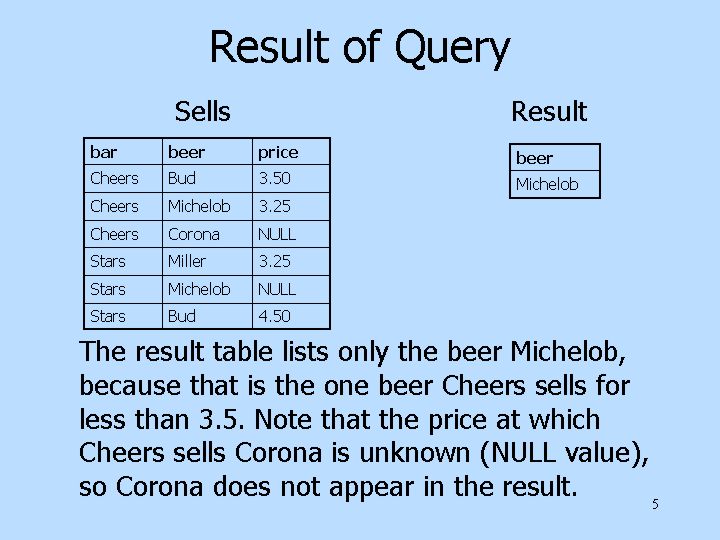 Result of Query
Sells
Result
bar beer price
Cheers Bud 3.50
Cheers Michelob 3.25
Cheers Corona NULL
Stars Miller 3.25
Stars Michelob NULL
Stars Bud 4.50
beer
Michelob
The result table lists only the beer Michelob,
because that is the one beer Cheers sells for
less than 3.5. Note that the price at which
Cheers sells Corona is unknown (NULL value),
so Corona does not appear in the result.
5